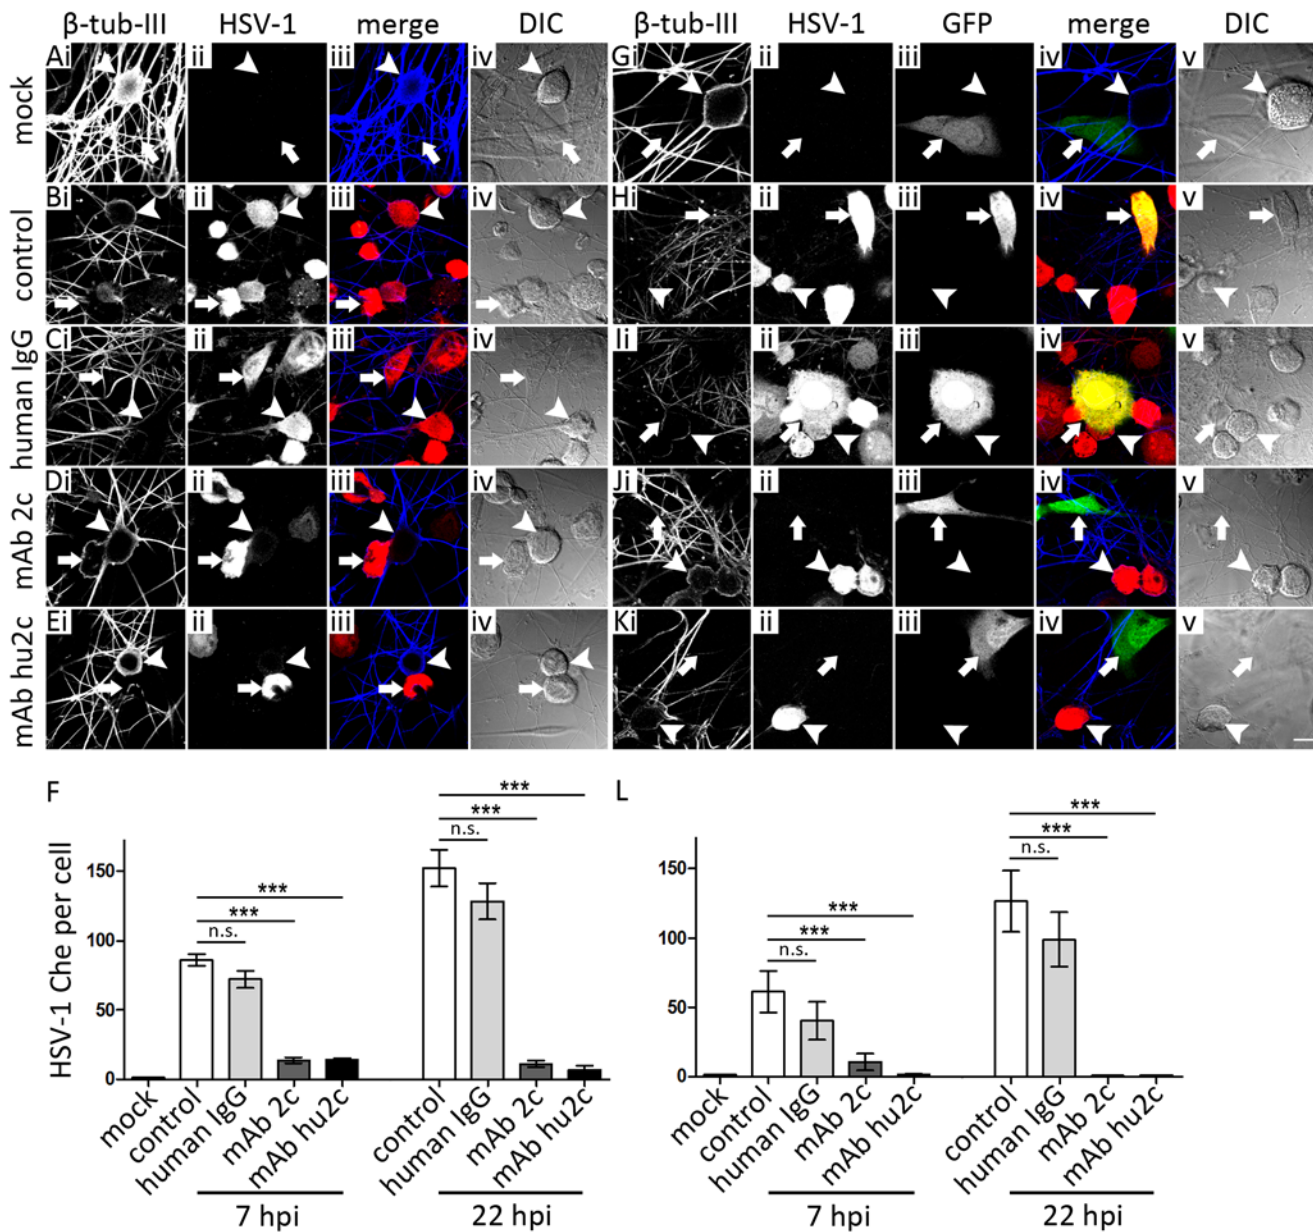 β-tub-III HSV-1 merge DIC β-tub-III HSV-1 GFP merge DIC
mock Ai ii iii iv Gi ii iii iv v
control Bi ii iii iv Hi ii iii iv v
human IgG Ci ii iii iv Ii ii iii iv v
mAb 2c Di ii iii iv Ji ii iii iv v
mAb hu2c Ei ii iii iv Ki ii iii iv v
F
HSV-1 Che per cell
150
100
50
0
***
***
n.s.
***
***
n.s.
mock control human IgG mAb 2c mAb hu2c control human IgG mAb 2c mAb hu2c
7 hpi 22 hpi
L
150
100
50
0
***
***
n.s.
***
***
n.s.
mock control human IgG mAb 2c mAb hu2c control human IgG mAb 2c mAb hu2c
7 hpi 22 hpi